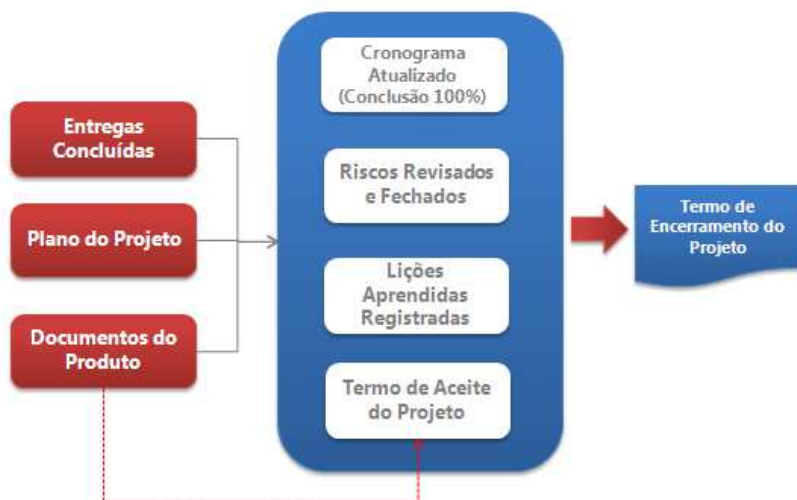 Entregas
Concluídas
Plano do Projeto
Documentos do
Produto
Cronograma
Atualizado
(Conclusão 100%)
Riscos Revisados
e Fechados
Lições
Aprendidas
Registradas
Termo de Aceite
do Projeto
Termo de
Encerramento do
Projeto